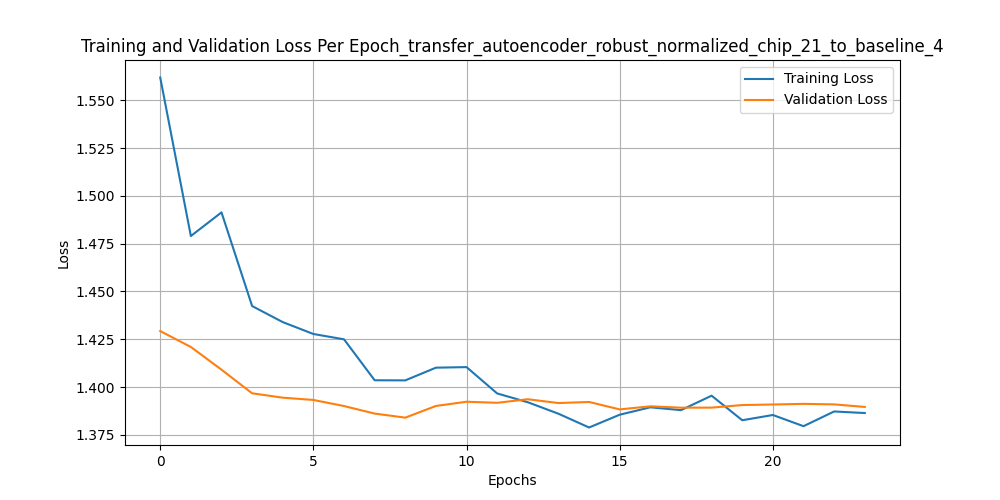 Training and Validation Loss Per Epoch_transfer_autoencoder_robust_normalized_chip_21_to_baseline_4
Training Loss
Validation Loss
1.550
1.525
1.500
1.475
1.450
1.425
1.400
1.375
Loss
0 5 10 15 20
Epochs